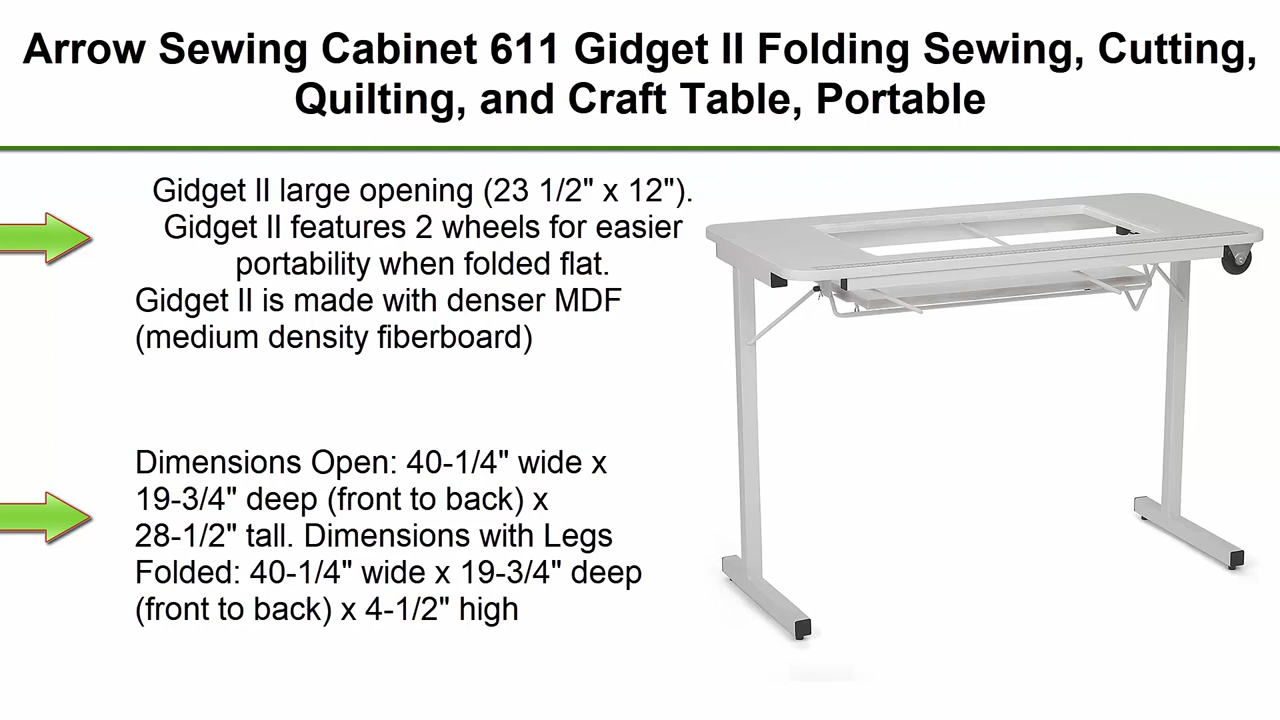 Arrow Sewing Cabinet 611 Gidget II Folding Sewing, Cutting,
Quilting, and Craft Table, Portable
Gidget II large opening (23 1/2" x 12").
Gidget II features 2 wheels for easier
portability when folded flat.
Gidget II is made with denser MDF
(medium density fiberboard)
Dimensions Open: 40-1/4" wide x
19-3/4" deep (front to back) x
28-1/2" tall. Dimensions with Legs
Folded: 40-1/4" wide x 19-3/4" deep
(front to back) x 4-1/2" high